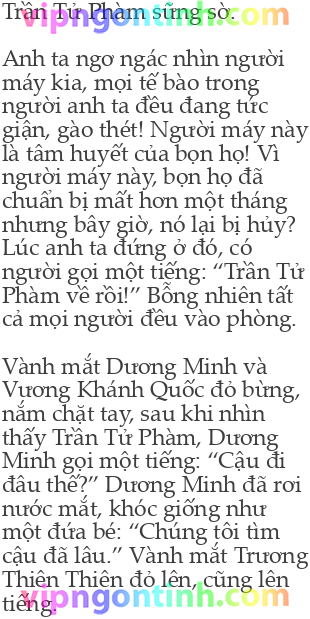 Trần Tử Phàm sững sờ.
vipngontinh.com
Anh ta ngơ ngác nhìn người
máy kia, mọi tế bào trong
người anh ta đều đang tức
giận, gào thét! Người máy này
là tâm huyết của bọn họ! Vì
người máy này, bọn họ đã
chuẩn bị mất hơn một tháng
nhưng bây giờ, nó lại bị hủy?
Lúc anh ta đứng ở đó, có
người gọi một tiếng: “Trần Tử
Phàm về rồi!” Bỗng nhiên tất
cả mọi người đều vào phòng.
Vành mắt Dương Minh và
Vương Khánh Quốc đỏ bừng,
nắm chặt tay, sau khi nhìn
thấy Trần Tử Phàm, Dương
Minh gọi một tiếng: “Cậu đi
đâu thế?” Dương Minh đã rơi
nước mắt, khóc giống như
một đứa bé: “Chúng tôi tìm
cậu đã lâu.” Vành mắt Trương
Thiên Thiên đỏ lên, cũng lên
tiếng.
vipngontinh.com